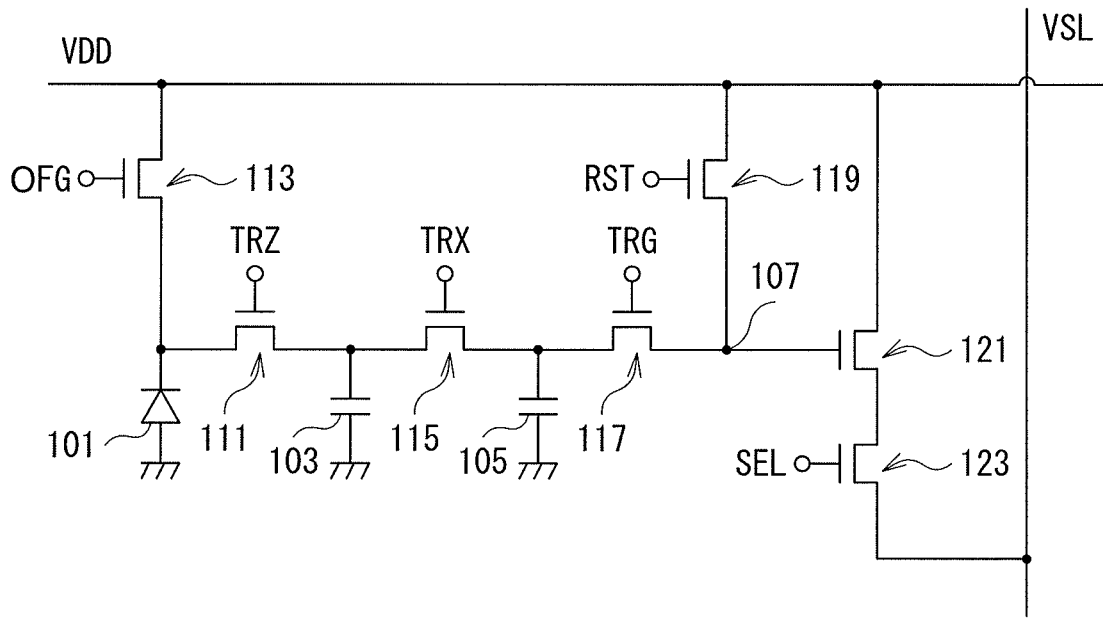 VSL
VDD
OFG
113
RST
119
TRZ
TRX
TRG
107
121
101
111
103
115
105
117
SEL
123